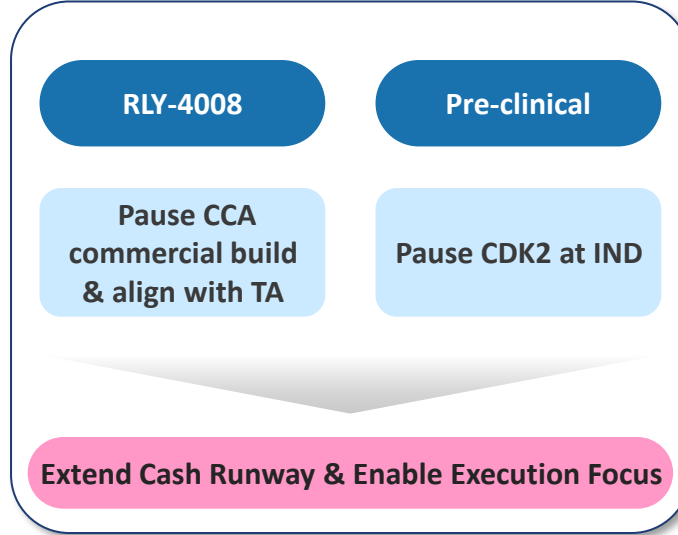 RLY-4008
Pre-clinical
Pause CCA
commercial build
& align with TA
Pause CDK2 at IND
Extend Cash Runway & Enable Execution Focus